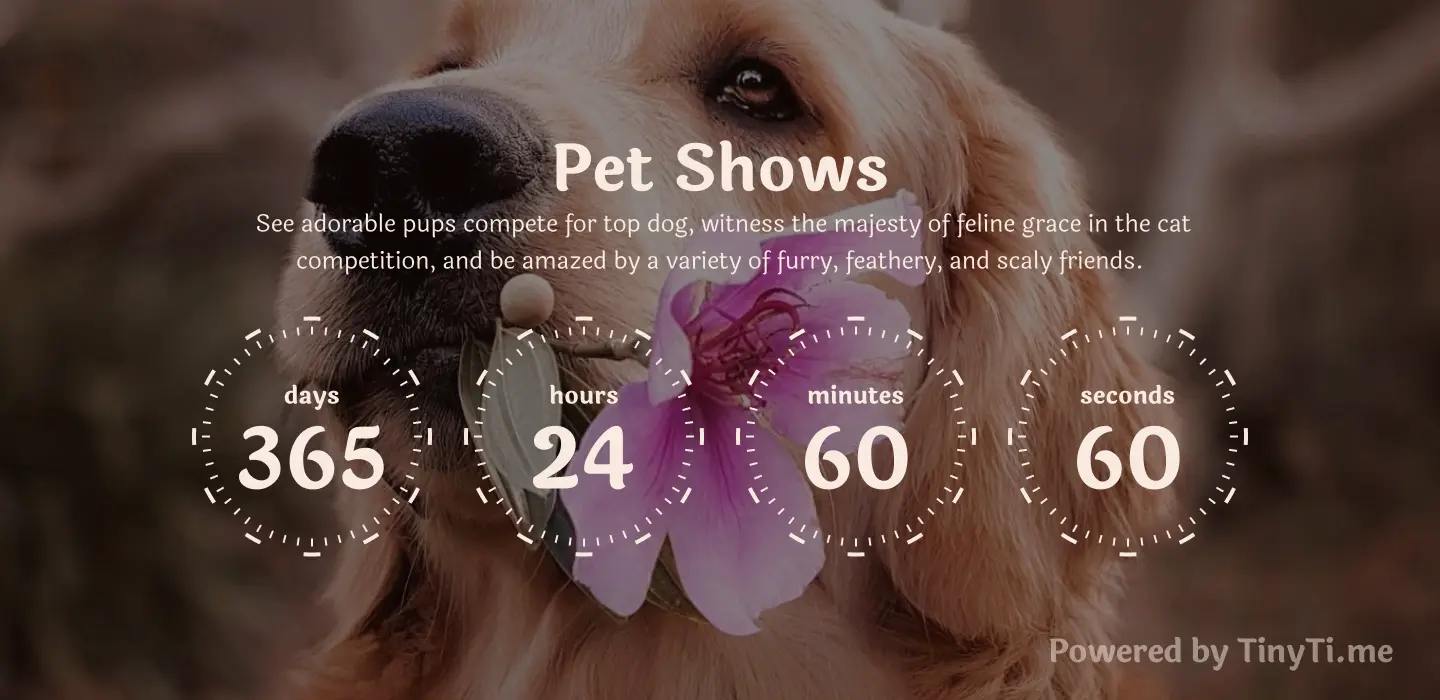 Pet Shows
See adorable pups compete for top dog, witness the majesty of feline grace in the cat
competition, and be amazed by a variety of furry, feathery, and scaly friends.
days
365
hours
24
minutes
60
seconds
60
Powered by TinyTi.me